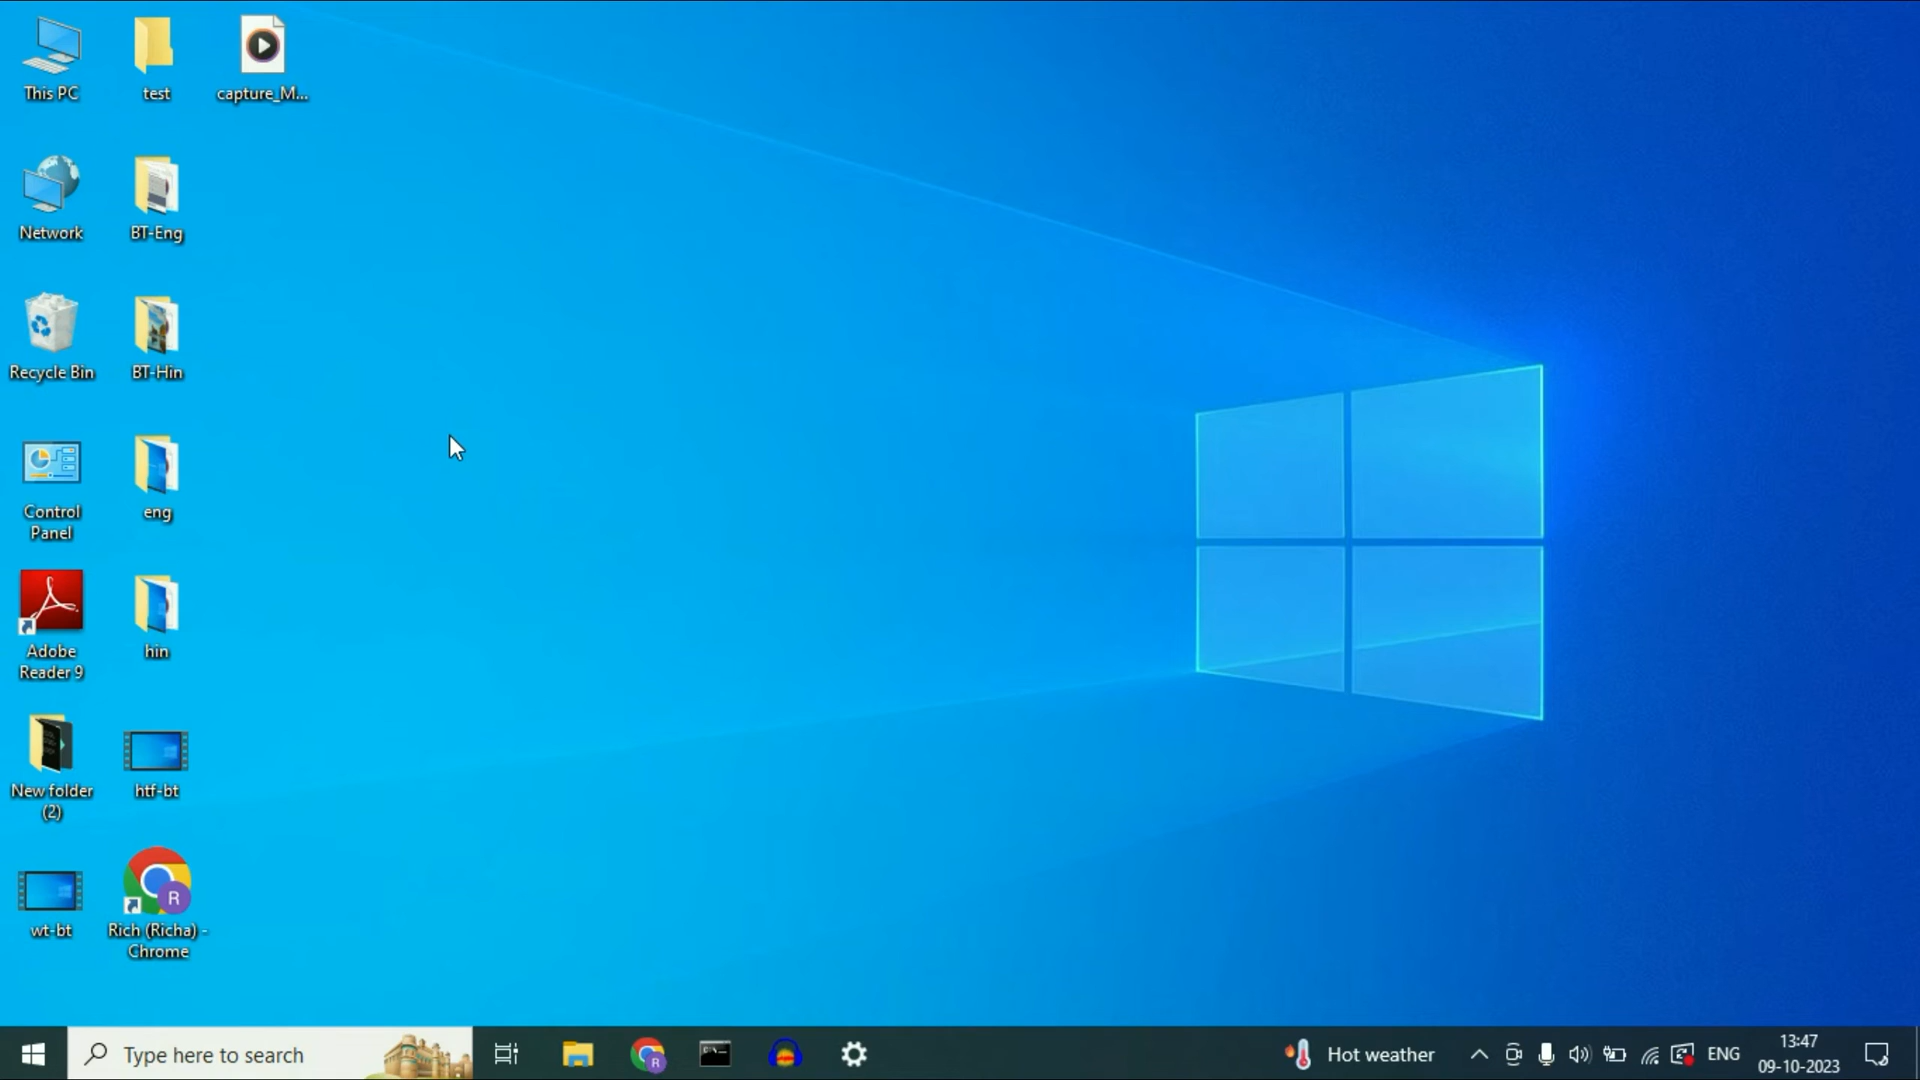 This PC
test
capture_M...
Network
BT-Eng
Recycle Bin
BT-Hin
Control
Panel
eng
Adobe
Reader 9
hin
New folder
(2)
htf-bt
wt-bt
R
Rich (Richa) -
Chrome
Type here to search
R
Hot weather
ENG
13:47
09-10-2023